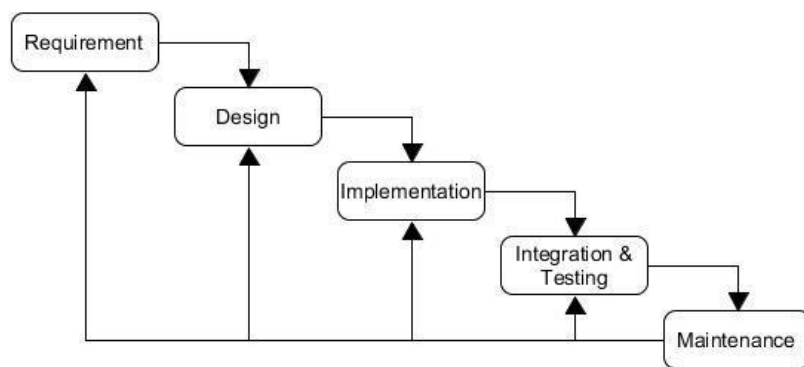 Requirement
Design
Implementation
Integration &
Testing
Maintenance